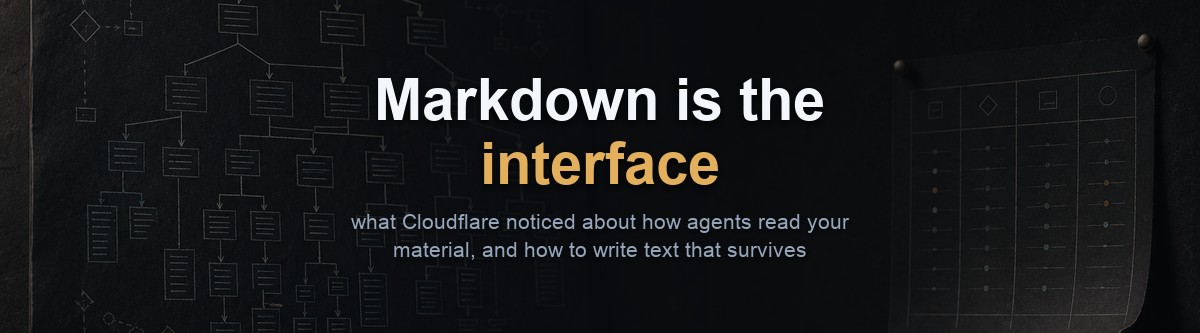 Markdown is the
interface
what Cloudflare noticed about how agents read your
material, and how to write text that survives